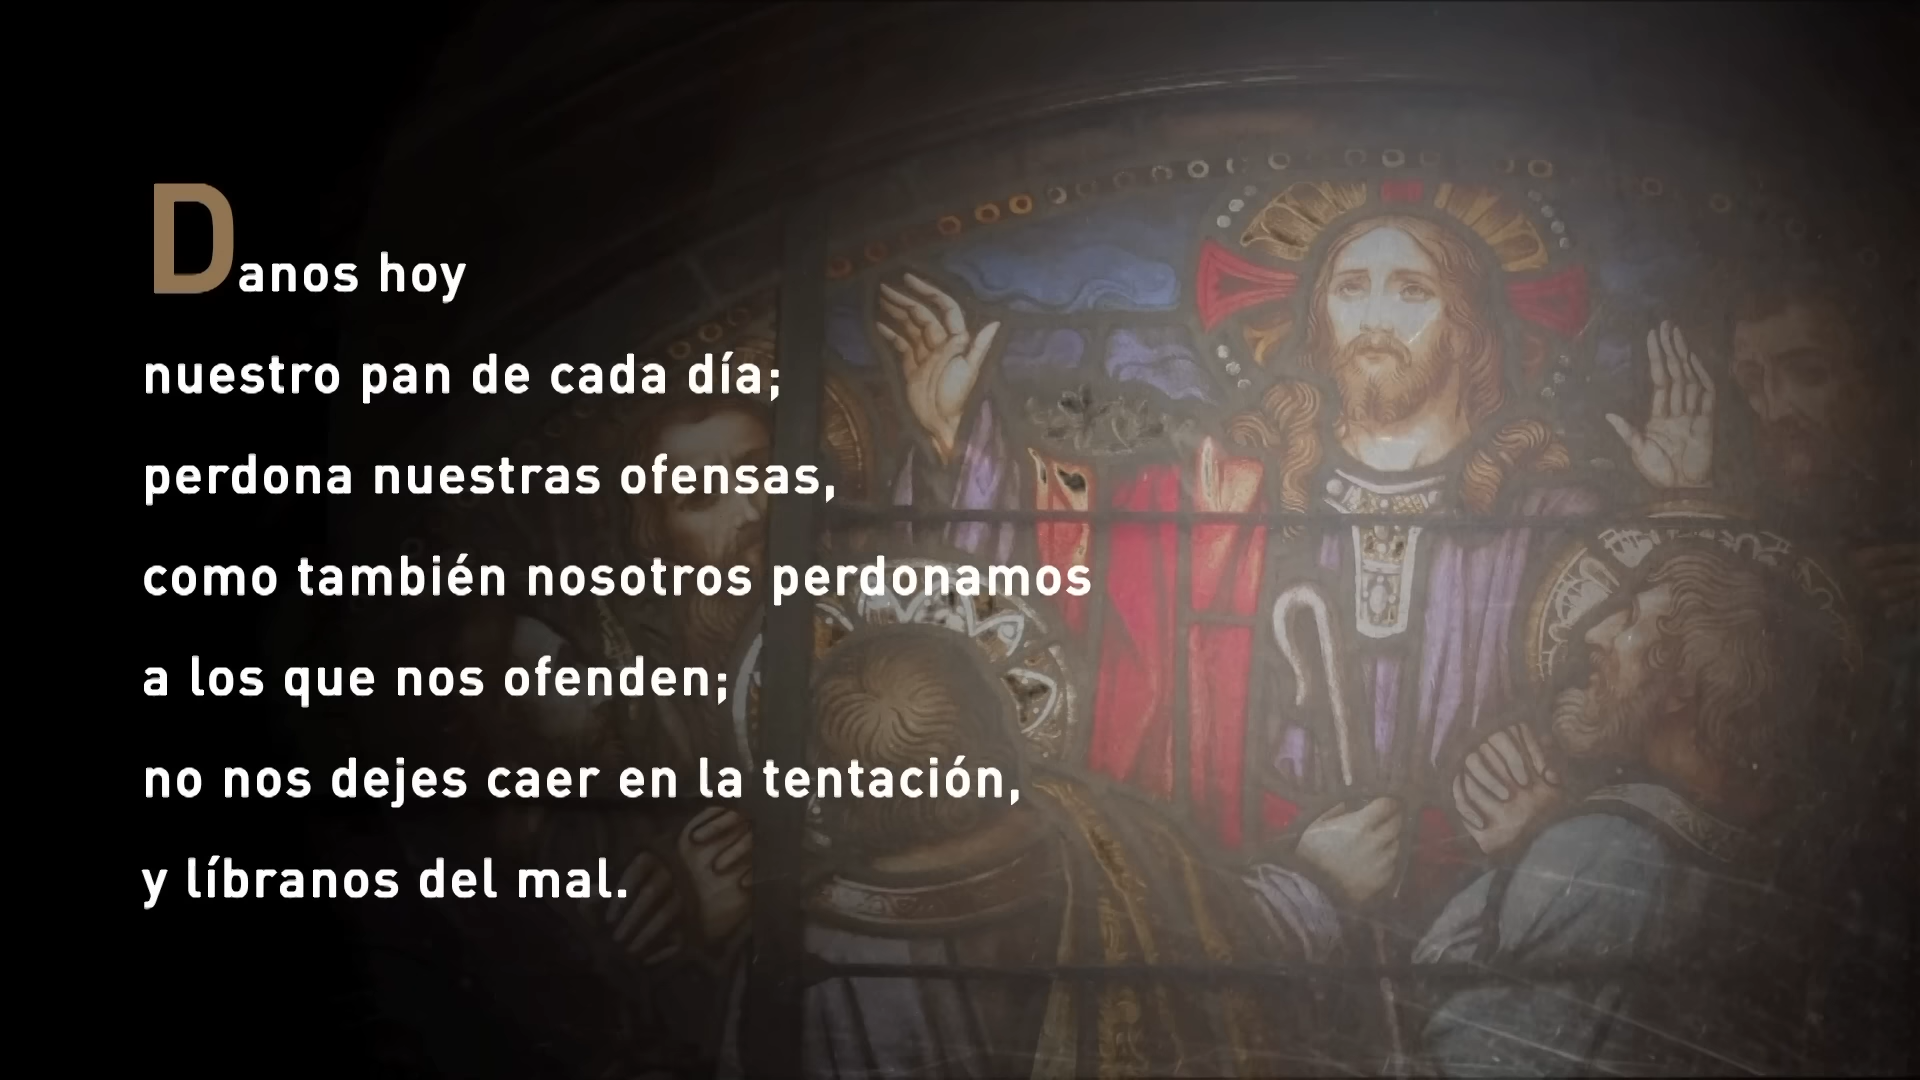 Danos hoy
nuestro pan de cada día;
perdona nuestras ofensas,
como también nosotros perdonamos
a los que nos ofenden;
no nos dejes caer en la tentación,
y líbranos del mal.